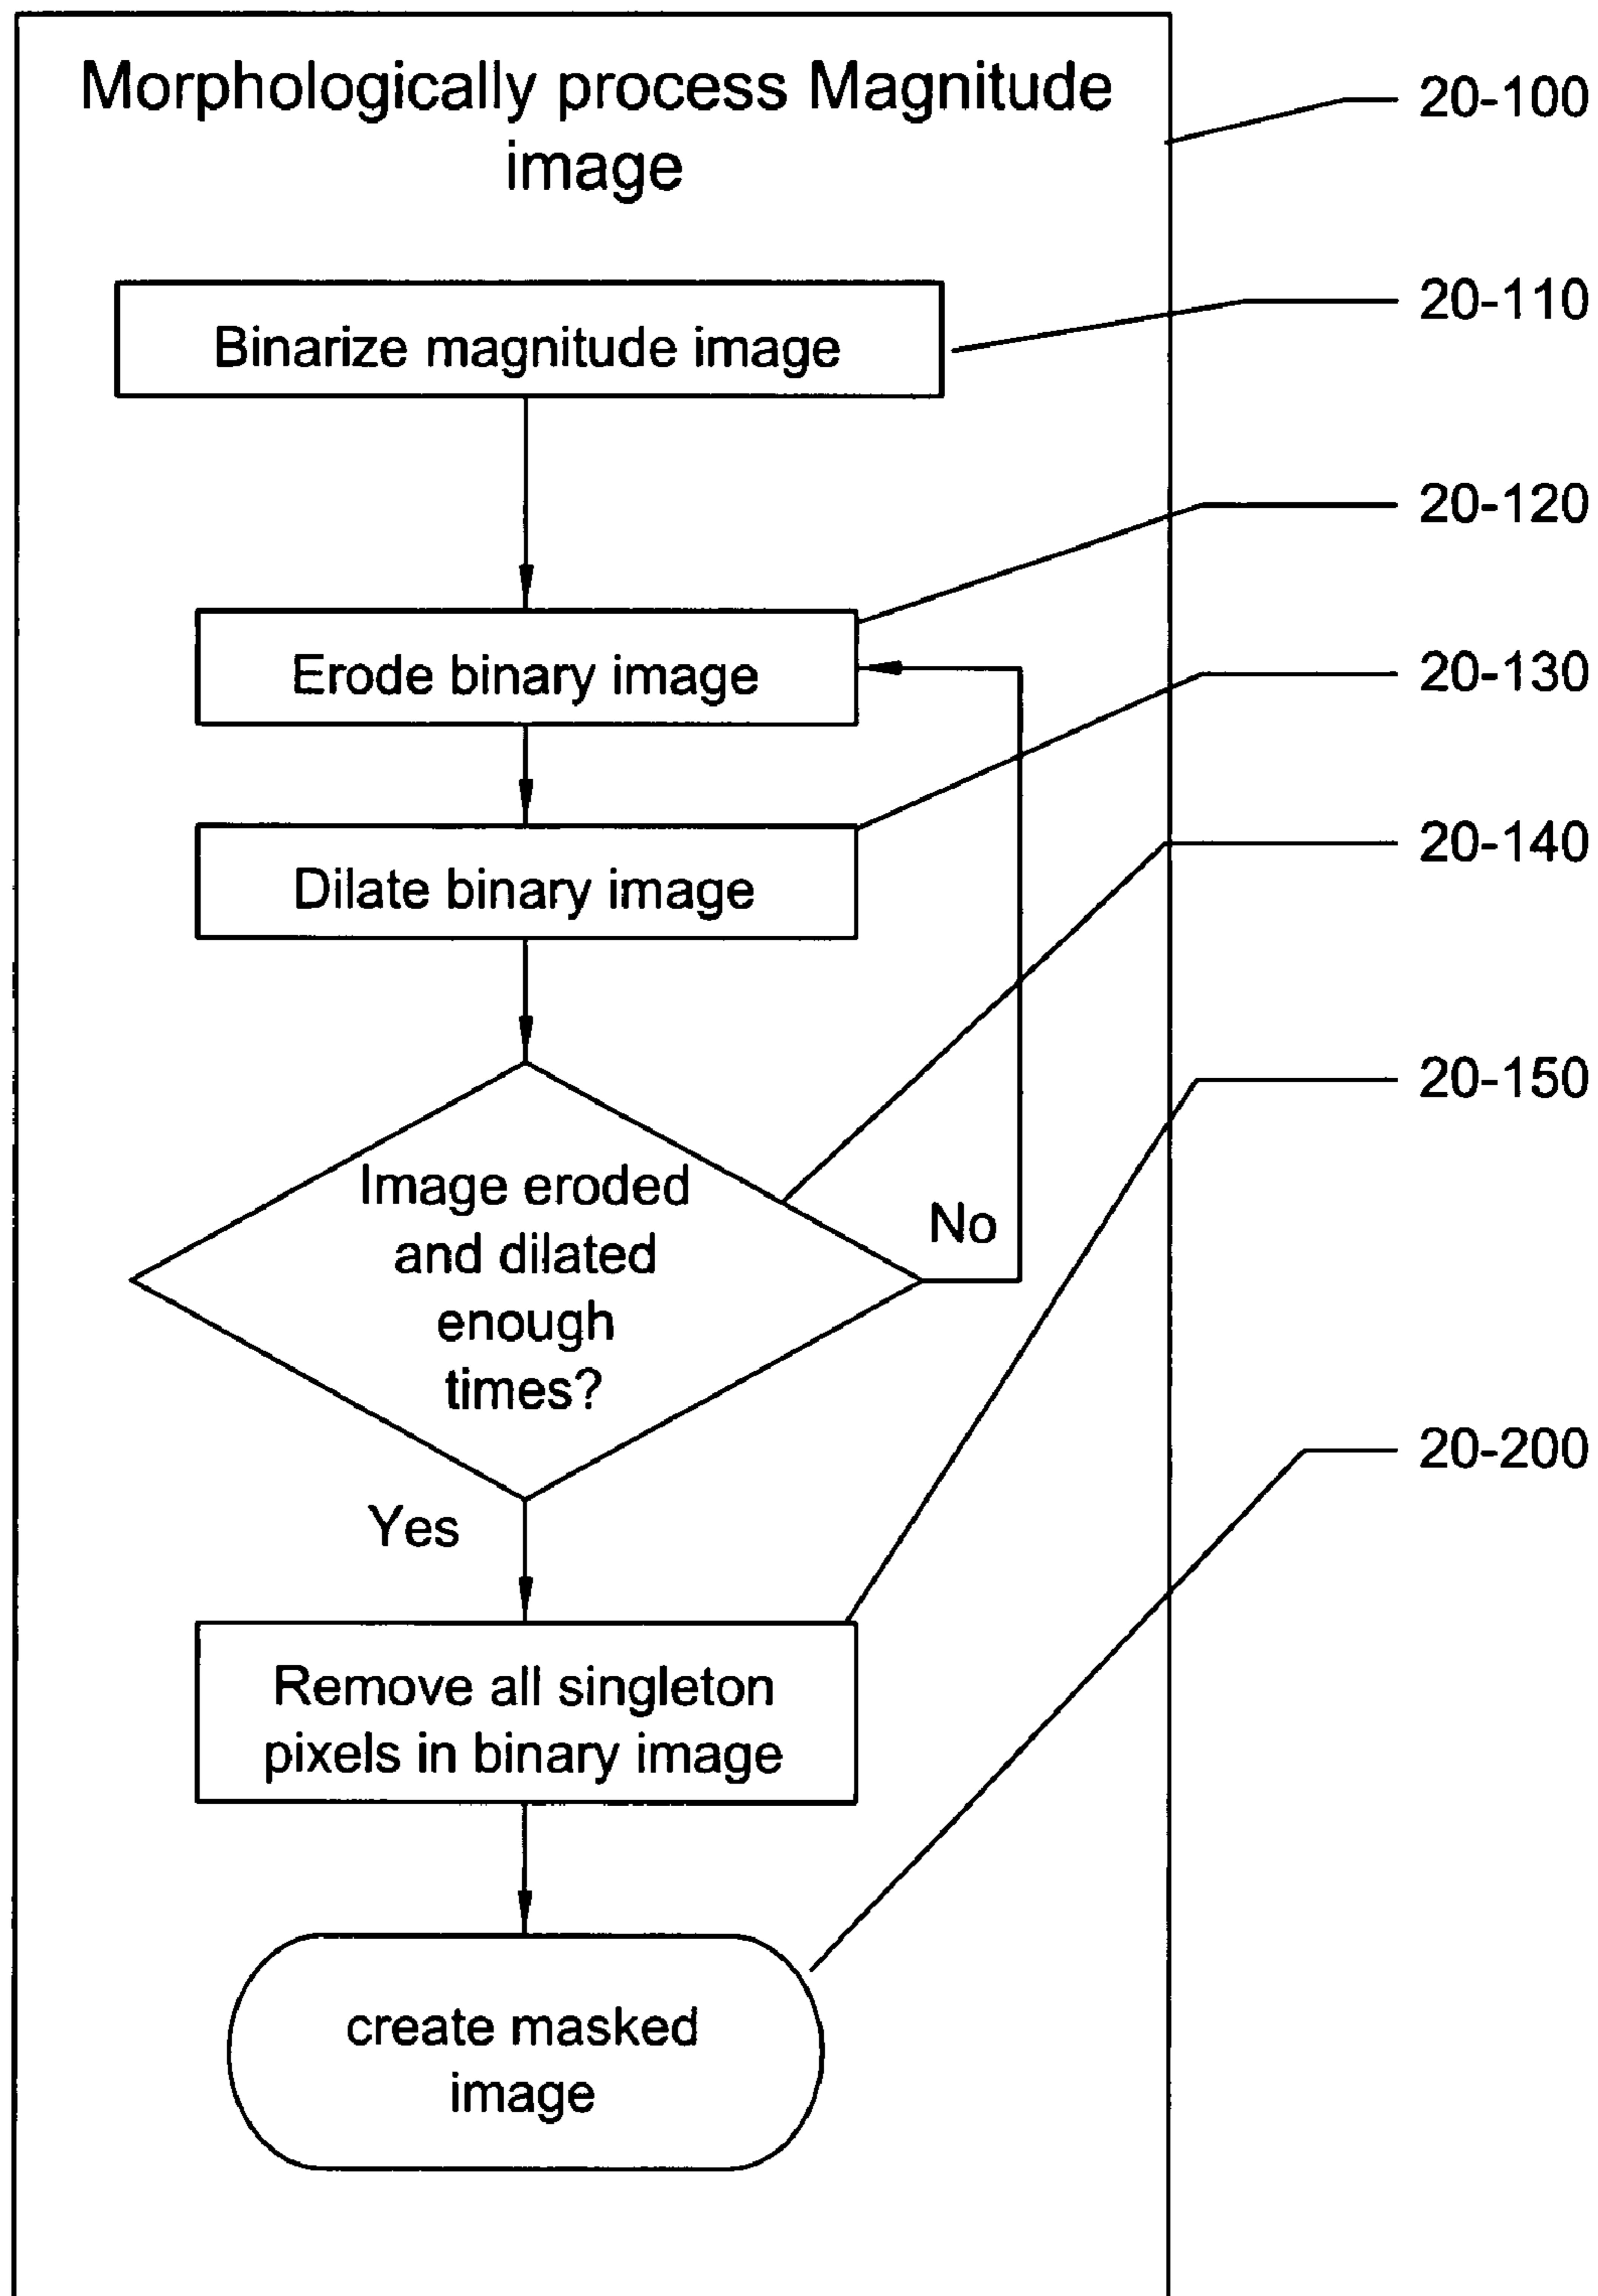 Morphologically process Magnitude
image
20-100
Binarize magnitude image
20-110
20-120
Erode binary image
20-130
Dilate binary image
20-140
Image eroded
and dilated
enough
times?
No
20-150
Yes
20-200
Remove all singleton
pixels in binary image
create masked
image